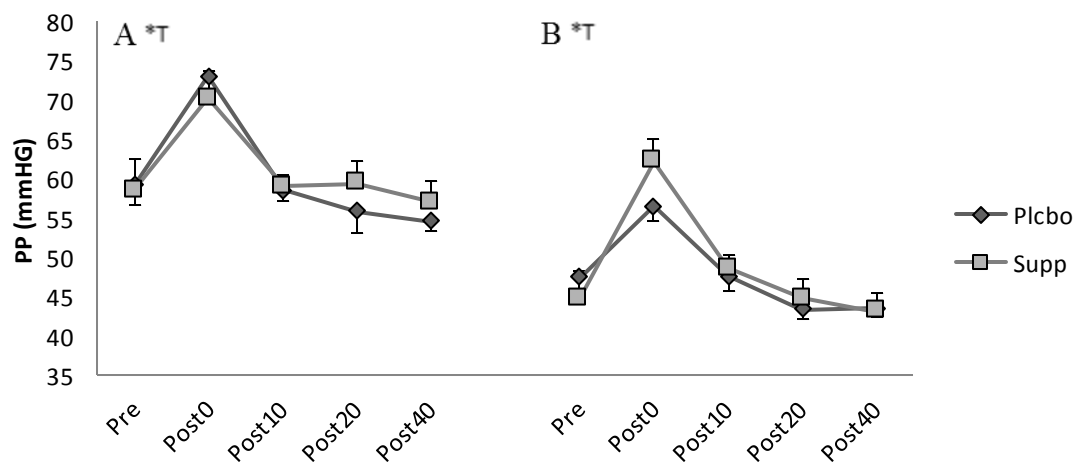 80
75
70
65
60
55
50
45
40
35
PP (mmHG)
A *T
B *T
Pre
Post0
Post10
Post20
Post40
Pre
Post0
Post10
Post20
Post40
Plcbo
Supp